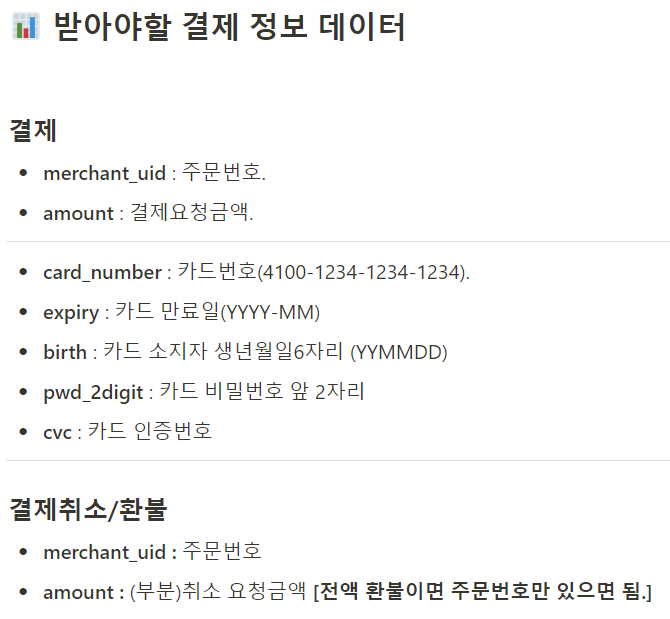 받아야할 결제 정보 데이터
결제
merchant_uid : 주문번호.
amount : 결제요청금액.
card_number : 카드번호(4100-1234-1234-1234).
expiry : 카드 만료일(YYYY-MM)
birth : 카드 소지자 생년월일6자리 (YYMMDD)
pwd_2digit : 카드 비밀번호 앞 2자리
cvc : 카드 인증번호
결제취소/환불
merchant_uid : 주문번호
amount : (부분)취소 요청금액 [전액 환불이면 주문번호만 있으면 됨.]